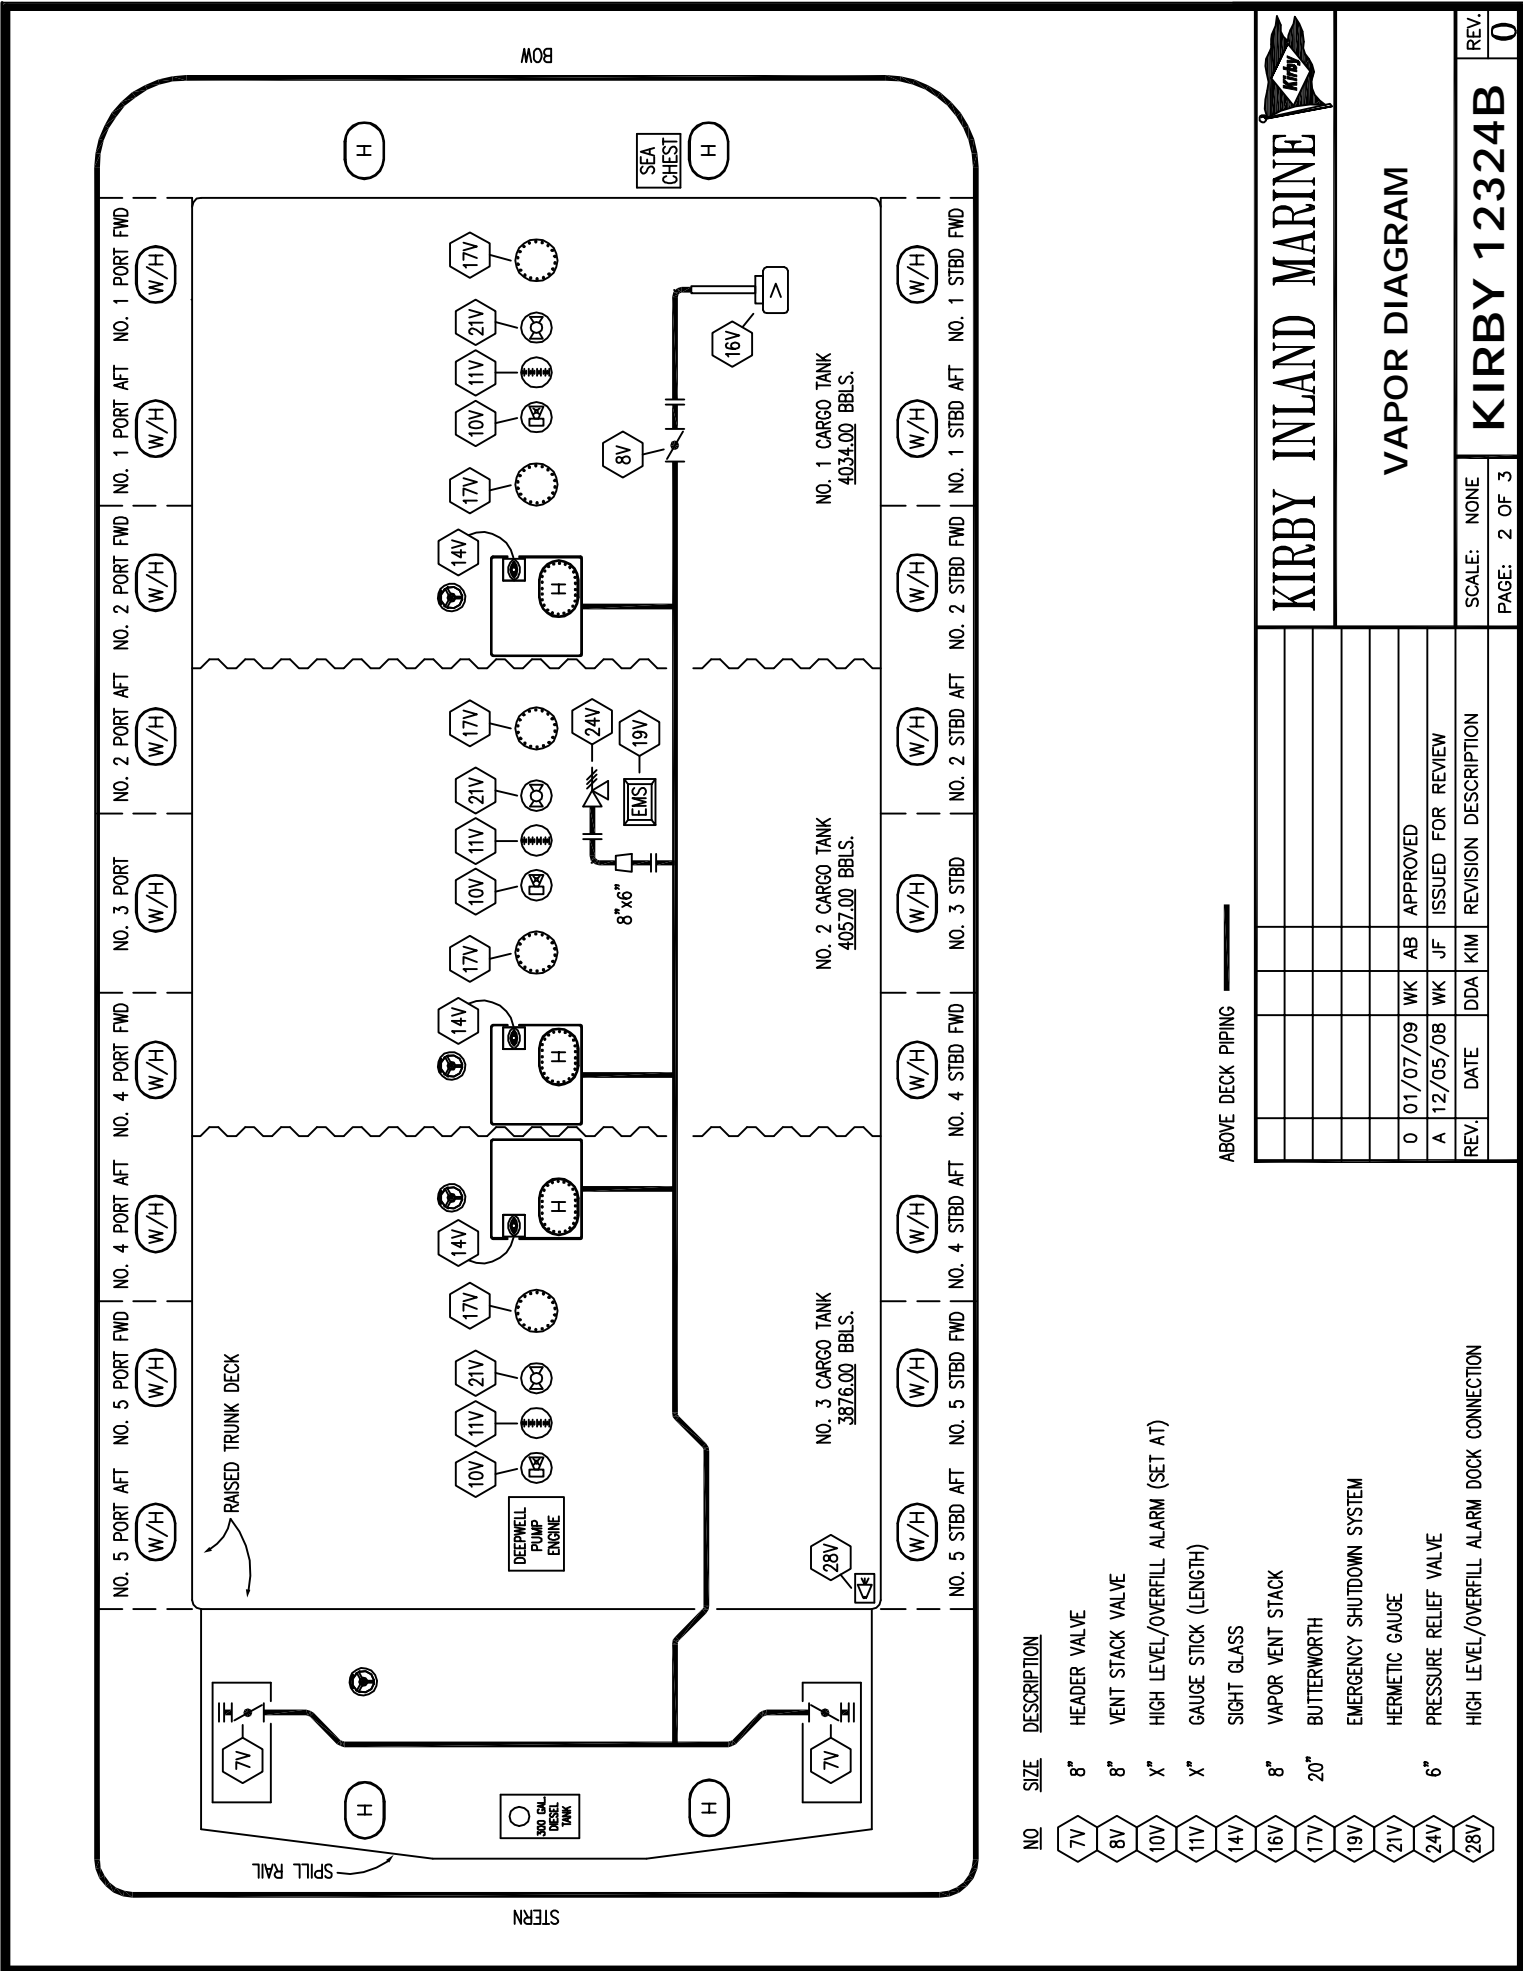 BOW
STERN
SPILL RAIL
RAISED TRUNK DECK
NO. 5 PORT AFT
NO. 5 PORT FWD
NO. 4 PORT AFT
NO. 4 PORT FWD
NO. 3 PORT
NO. 2 PORT AFT
NO. 2 PORT FWD
NO. 1 PORT AFT
NO. 1 PORT FWD
W/H
W/H
W/H
W/H
W/H
W/H
W/H
W/H
W/H
H
H
7V
10V
11V
21V
17V
14V
14V
17V
10V
11V
21V
17V
14V
17V
10V
11V
21V
17V
H
H
H
300 GAL.
DIESEL
TANK
DEEPWELL
PUMP
ENGINE
8"x6"
24V
EMS
19V
8V
16V
V
SEA
CHEST
H
H
7V
28V
NO. 3 CARGO TANK
3876.00 BBLS.
NO. 2 CARGO TANK
4057.00 BBLS.
NO. 1 CARGO TANK
4034.00 BBLS.
W/H
W/H
W/H
W/H
W/H
W/H
W/H
W/H
W/H
NO. 5 STBD AFT
NO. 5 STBD FWD
NO. 4 STBD AFT
NO. 4 STBD FWD
NO. 3 STBD
NO. 2 STBD AFT
NO. 2 STBD FWD
NO. 1 STBD AFT
NO. 1 STBD FWD
NO SIZE DESCRIPTION
7V 8" HEADER VALVE
8V 8" VENT STACK VALVE
10V X" HIGH LEVEL/OVERFILL ALARM (SET AT)
11V X" GAUGE STICK (LENGTH)
14V SIGHT GLASS
16V 8" VAPOR VENT STACK
17V 20" BUTTERWORTH
19V EMERGENCY SHUTDOWN SYSTEM
21V HERMETIC GAUGE
24V 6" PRESSURE RELIEF VALVE
28V HIGH LEVEL/OVERFILL ALARM DOCK CONNECTION
ABOVE DECK PIPING
0 01/07/09 WK AB APPROVED
A 12/05/08 WK JF ISSUED FOR REVIEW
REV. DATE DDA KIM REVISION DESCRIPTION
KIRBY INLAND MARINE
Kirby
VAPOR DIAGRAM
SCALE: NONE
PAGE: 2 OF 3
KIRBY 12324B
REV.
0